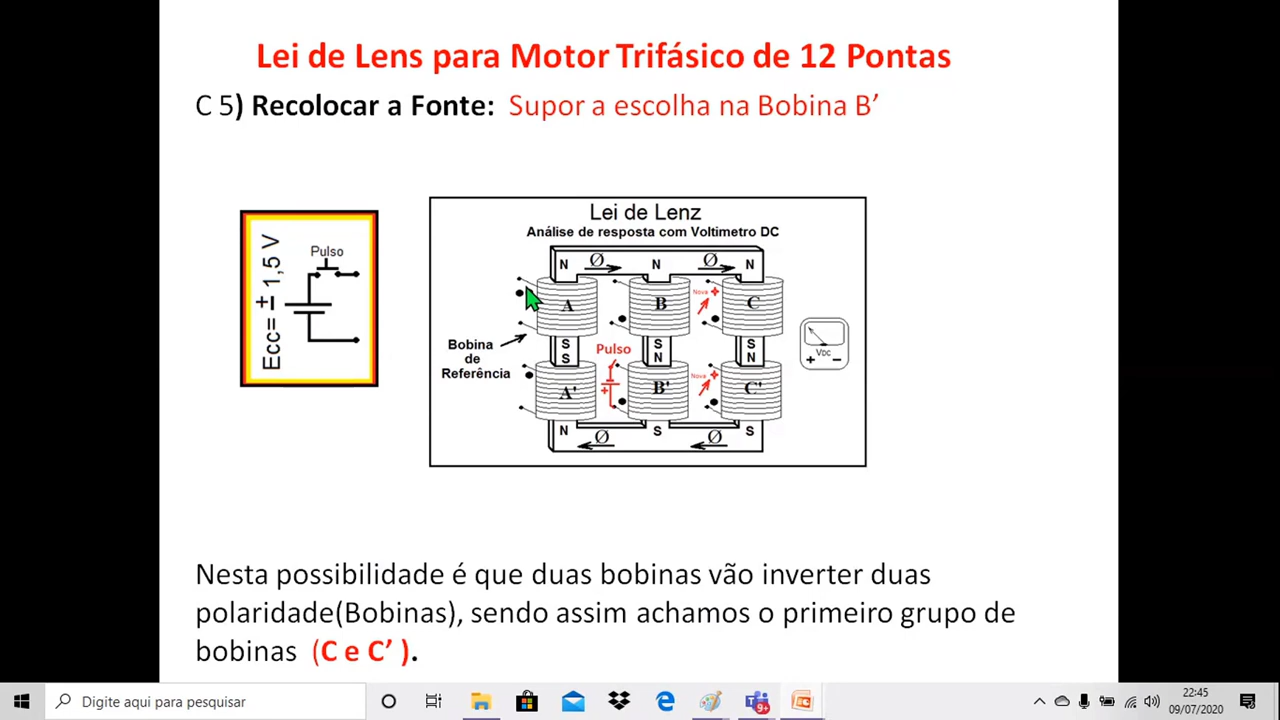 Lei de Lens para Motor Trifásico de 12 Pontas
C 5) Recolocar a Fonte: Supor a escolha na Bobina B’
Ecc= ± 1,5 V
Pulso
Lei de Lenz
Análise de resposta com Voltimetro DC
N Ø N Ø N
A B Nova + C
Bobina de Referência
S S S
Pulso
S N N
A' + B' Nova + C'
VDC
+ −
N Ø S Ø S
Nesta possibilidade é que duas bobinas vão inverter duas
polaridade(Bobinas), sendo assim achamos o primeiro grupo de
bobinas (C e C’ ).
Digite aqui para pesquisar
9+
22:45
09/07/2020